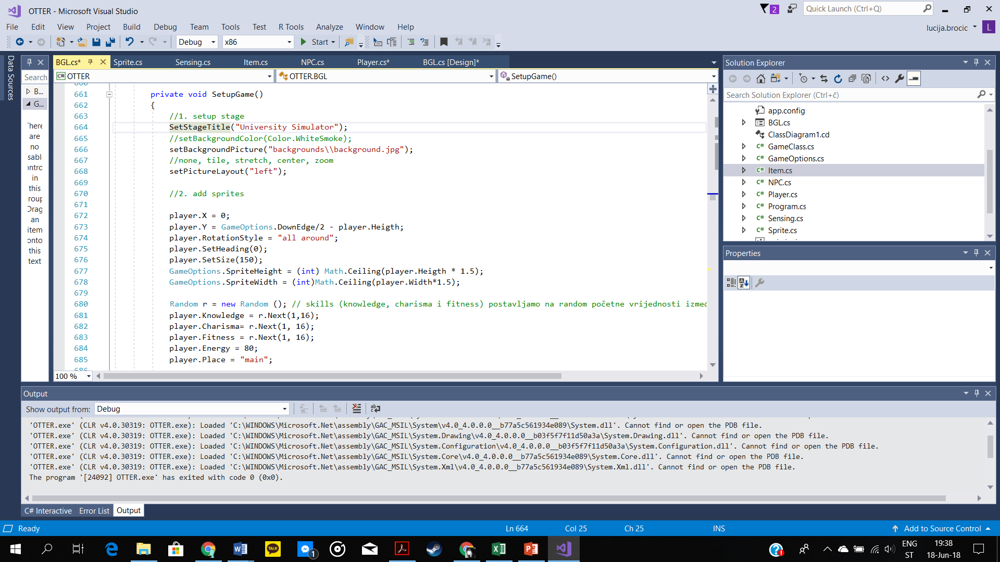 OTTER - Microsoft Visual Studio
2
Quick Launch (Ctrl+Q)
File Edit View Project Build Debug Team Tools Test R Tools Analyze Window Help
lucija.brocic L
Debug x86 Start
Data Sources
BGL.cs* Sprite.cs Sensing.cs Item.cs NPC.cs Player.cs* BGL.cs [Design]*
Search
OTTER OTTER.BGL SetupGame()
B...
G...
661 private void SetupGame()
662 {
663 //1. setup stage
664 SetStageTitle("University Simulator");
665 //setBackgroundColor(Color.WhiteSmoke);
666 setBackgroundPicture("backgrounds\\background.jpg");
667 //none, tile, stretch, center, zoom
668 setPictureLayout("left");
669
670 //2. add sprites
671
672 player.X = 0;
673 player.Y = GameOptions.DownEdge/2 - player.Heigth;
674 player.RotationStyle = "all around";
675 player.SetHeading(0);
676 player.SetSize(150);
677 GameOptions.SpriteHeight = (int) Math.Ceiling(player.Heigth * 1.5);
678 GameOptions.SpriteWidth = (int)Math.Ceiling(player.Width*1.5);
679
680 Random r = new Random (); // skills (knowledge, charisma i fitness) postavljamo na random početne vrijednosti izmeđ
681 player.Knowledge = r.Next(1,16);
682 player.Charisma= r.Next(1, 16);
683 player.Fitness = r.Next(1, 16);
684 player.Energy = 80;
685 player.Place = "main";
are
no
in
this
an
item
this
text
100 %
Solution Explorer
Search Solution Explorer (Ctrl+č)
app.config
BGL.cs
ClassDiagram1.cd
GameClass.cs
GameOptions.cs
Item.cs
NPC.cs
Player.cs
Program.cs
Sensing.cs
Sprite.cs
Properties
Output
Show output from: Debug
'OTTER.exe' (CLR v4.0.30319: OTTER.exe): Loaded 'C:\WINDOWS\Microsoft.Net\assembly\GAC_MSIL\System\v4.0_4.0.0.0__b77a5c561934e089\System.dll'. Cannot find or open the PDB file.
'OTTER.exe' (CLR v4.0.30319: OTTER.exe): Loaded 'C:\WINDOWS\Microsoft.Net\assembly\GAC_MSIL\System.Drawing\v4.0_4.0.0.0__b03f5f7f11d50a3a\System.Drawing.dll'. Cannot find or open the PDB file.
'OTTER.exe' (CLR v4.0.30319: OTTER.exe): Loaded 'C:\WINDOWS\Microsoft.Net\assembly\GAC_MSIL\System.Configuration\v4.0_4.0.0.0__b03f5f7f11d50a3a\System.Configuration.dll'. Cannot find or open the PDB file.
'OTTER.exe' (CLR v4.0.30319: OTTER.exe): Loaded 'C:\WINDOWS\Microsoft.Net\assembly\GAC_MSIL\System.Core\v4.0_4.0.0.0__b77a5c561934e089\System.Core.dll'. Cannot find or open the PDB file.
'OTTER.exe' (CLR v4.0.30319: OTTER.exe): Loaded 'C:\WINDOWS\Microsoft.Net\assembly\GAC_MSIL\System.Xml\v4.0_4.0.0.0__b77a5c561934e089\System.Xml.dll'. Cannot find or open the PDB file.
The program '[24092] OTTER.exe' has exited with code 0 (0x0).
C# Interactive Error List Output
Ready Ln 664 Col 25 Ch 25 INS Add to Source Control
TALK
1
ENG
ST
19:38
18-Jun-18